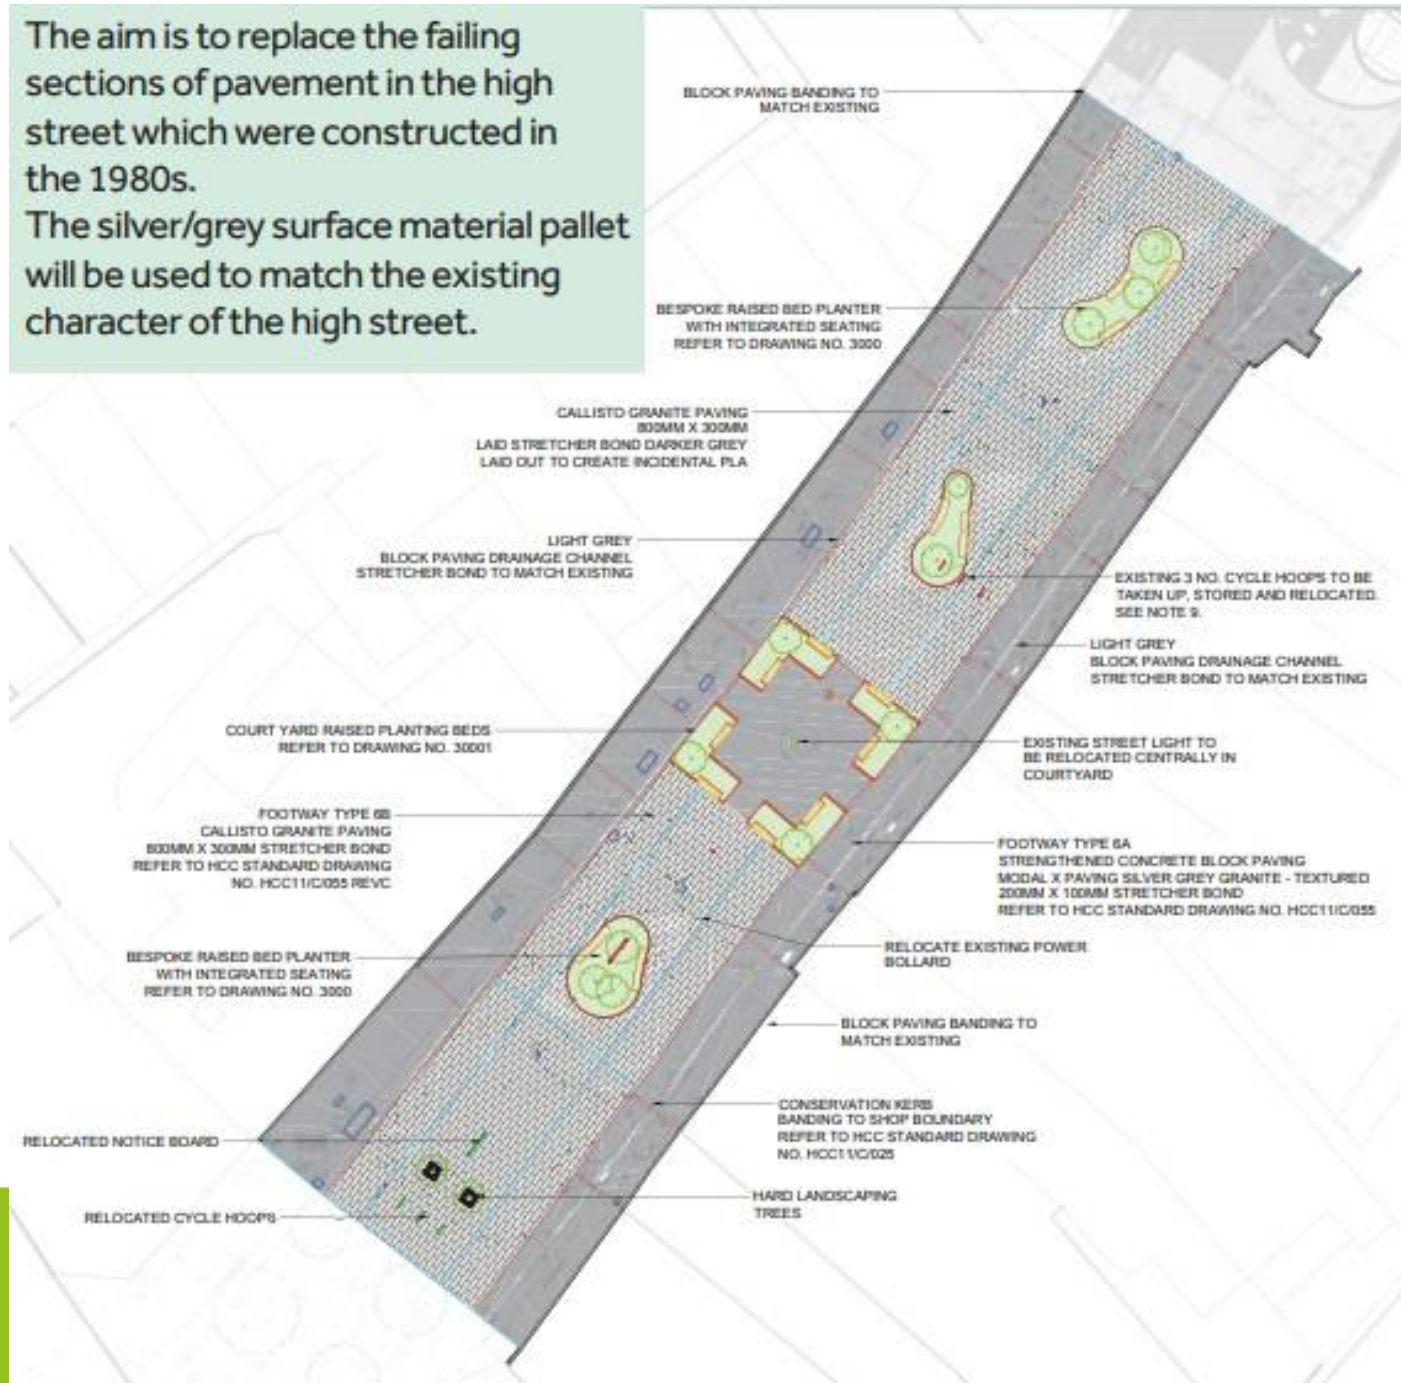 The aim is to replace the failing
sections of pavement in the high
street which were constructed in
the 1980s.
The silver/grey surface material pallet
will be used to match the existing
character of the high street.
BLOCK PAVING BANDING TO
MATCH EXISTING
BESPOKE RAISED BED PLANTER
WITH INTEGRATED SEATING
REFER TO DRAWING NO. 3000
CALLISTO GRANITE PAVING
800MM X 300MM
LAID STRETCHER BOND DARKER GREY
LAID OUT TO CREATE INCIDENTAL PLA
LIGHT GREY
BLOCK PAVING DRAINAGE CHANNEL
STRETCHER BOND TO MATCH EXISTING
EXISTING 3 NO. CYCLE HOOPS TO BE
TAKEN UP, STORED AND RELOCATED.
SEE NOTE 9.
LIGHT GREY
BLOCK PAVING DRAINAGE CHANNEL
STRETCHER BOND TO MATCH EXISTING
COURT YARD RAISED PLANTING BEDS
REFER TO DRAWING NO. 30001
EXISTING STREET LIGHT TO
BE RELOCATED CENTRALLY IN
COURTYARD
FOOTWAY TYPE 6B
CALLISTO GRANITE PAVING
800MM X 300MM STRETCHER BOND
REFER TO HCC STANDARD DRAWING
NO. HCC11/C/055 REVC
FOOTWAY TYPE 6A
STRENGTHENED CONCRETE BLOCK PAVING
MODAL X PAVING SILVER GREY GRANITE - TEXTURED
200MM X 100MM STRETCHER BOND
REFER TO HCC STANDARD DRAWING NO. HCC11/C/055
BESPOKE RAISED BED PLANTER
WITH INTEGRATED SEATING
REFER TO DRAWING NO. 3000
RELOCATE EXISTING POWER
BOLLARD
BLOCK PAVING BANDING TO
MATCH EXISTING
CONSERVATION KERB
BANDING TO SHOP BOUNDARY
REFER TO HCC STANDARD DRAWING
NO. HCC11/C/025
RELOCATED NOTICE BOARD
HARD LANDSCAPING
TREES
RELOCATED CYCLE HOOPS